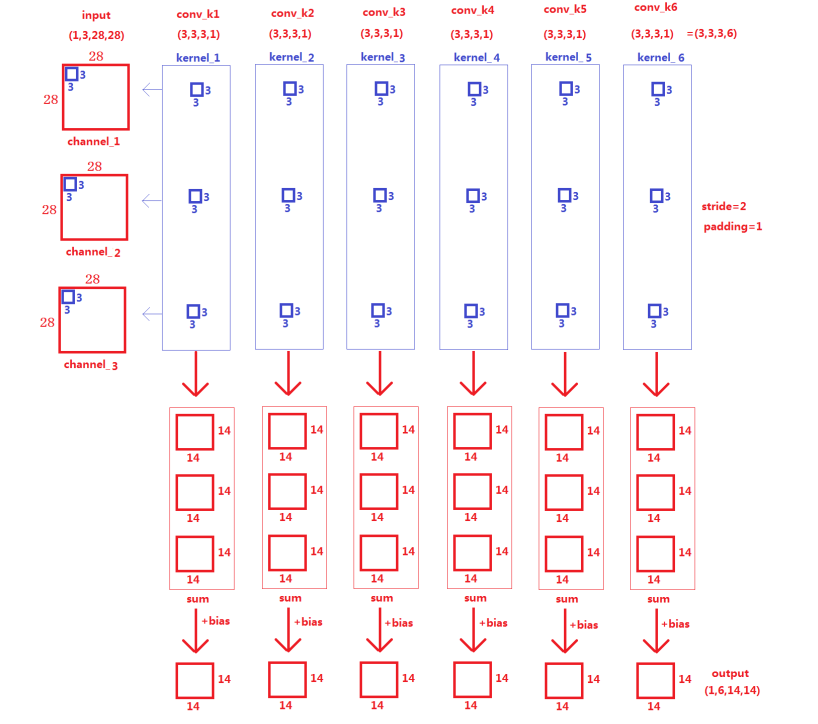 input conv_k1 conv_k2 conv_k3 conv_k4 conv_k5 conv_k6
(1,3,28,28) (3,3,3,1) (3,3,3,1) (3,3,3,1) (3,3,3,1) (3,3,3,1) (3,3,3,1) =(3,3,3,6)
28 kernel_1 kernel_2 kernel_3 kernel_4 kernel_5 kernel_6
3 3 3 3 3 3 3
3 3 3 3 3 3 3
28
channel_1
28
3 3 3 3 3 3 3
3 3 3 3 3 3 3
28
stride=2
padding=1
channel_2
28
3 3 3 3 3 3 3
3 3 3 3 3 3 3
28
channel_3
14 14 14 14 14 14
14 14 14 14 14 14
14 14 14 14 14 14
14 14 14 14 14 14
14 14 14 14 14 14
14 14 14 14 14 14
sum sum sum sum sum sum
+bias +bias +bias +bias +bias +bias
14 14 14 14 14 14 output
14 14 14 14 14 14 (1,6,14,14)